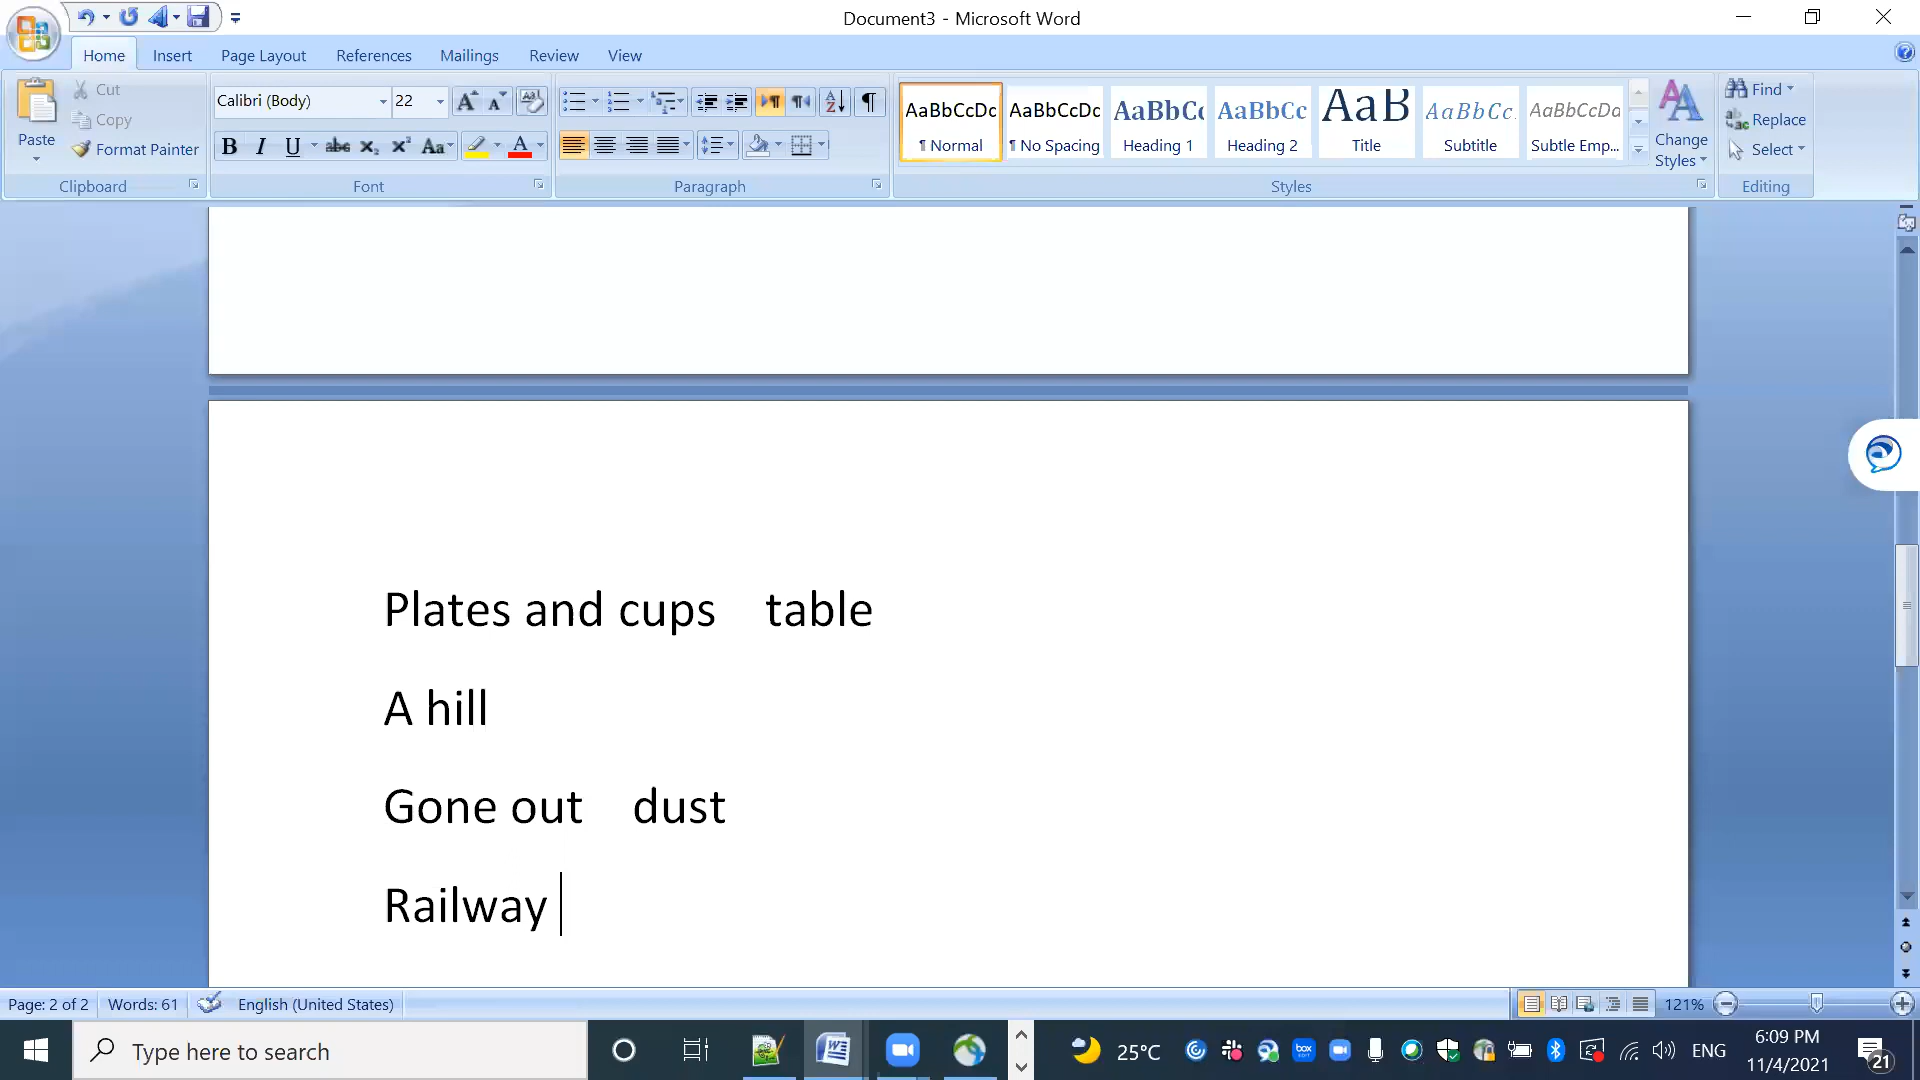 Document3 - Microsoft Word
Home Insert Page Layout References Mailings Review View
Paste
Cut
Copy
Format Painter
Clipboard
Calibri (Body) 22
Font
Paragraph
AaBbCcDc AaBbCcDc AaBbCc AaBbCc AaB AaBbCc. AaBbCcDc
¶ Normal ¶ No Spacing Heading 1 Heading 2 Title Subtitle Subtle Emp...
Change Styles
Styles
Find
Replace
Select
Editing
Plates and cups table
A hill
Gone out dust
Railway
Page: 2 of 2 Words: 61 English (United States) 121%
Type here to search
25°C
ENG
6:09 PM
11/4/2021
21